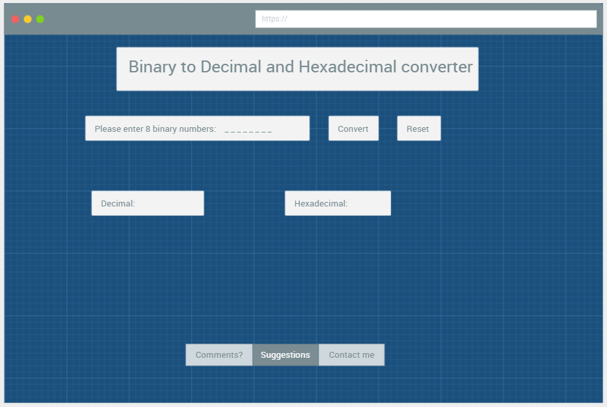 https://
Binary to Decimal and Hexadecimal converter
Please enter 8 binary numbers: _ _ _ _ _ _ _ _
Convert
Reset
Decimal:
Hexadecimal:
Comments? Suggestions Contact me